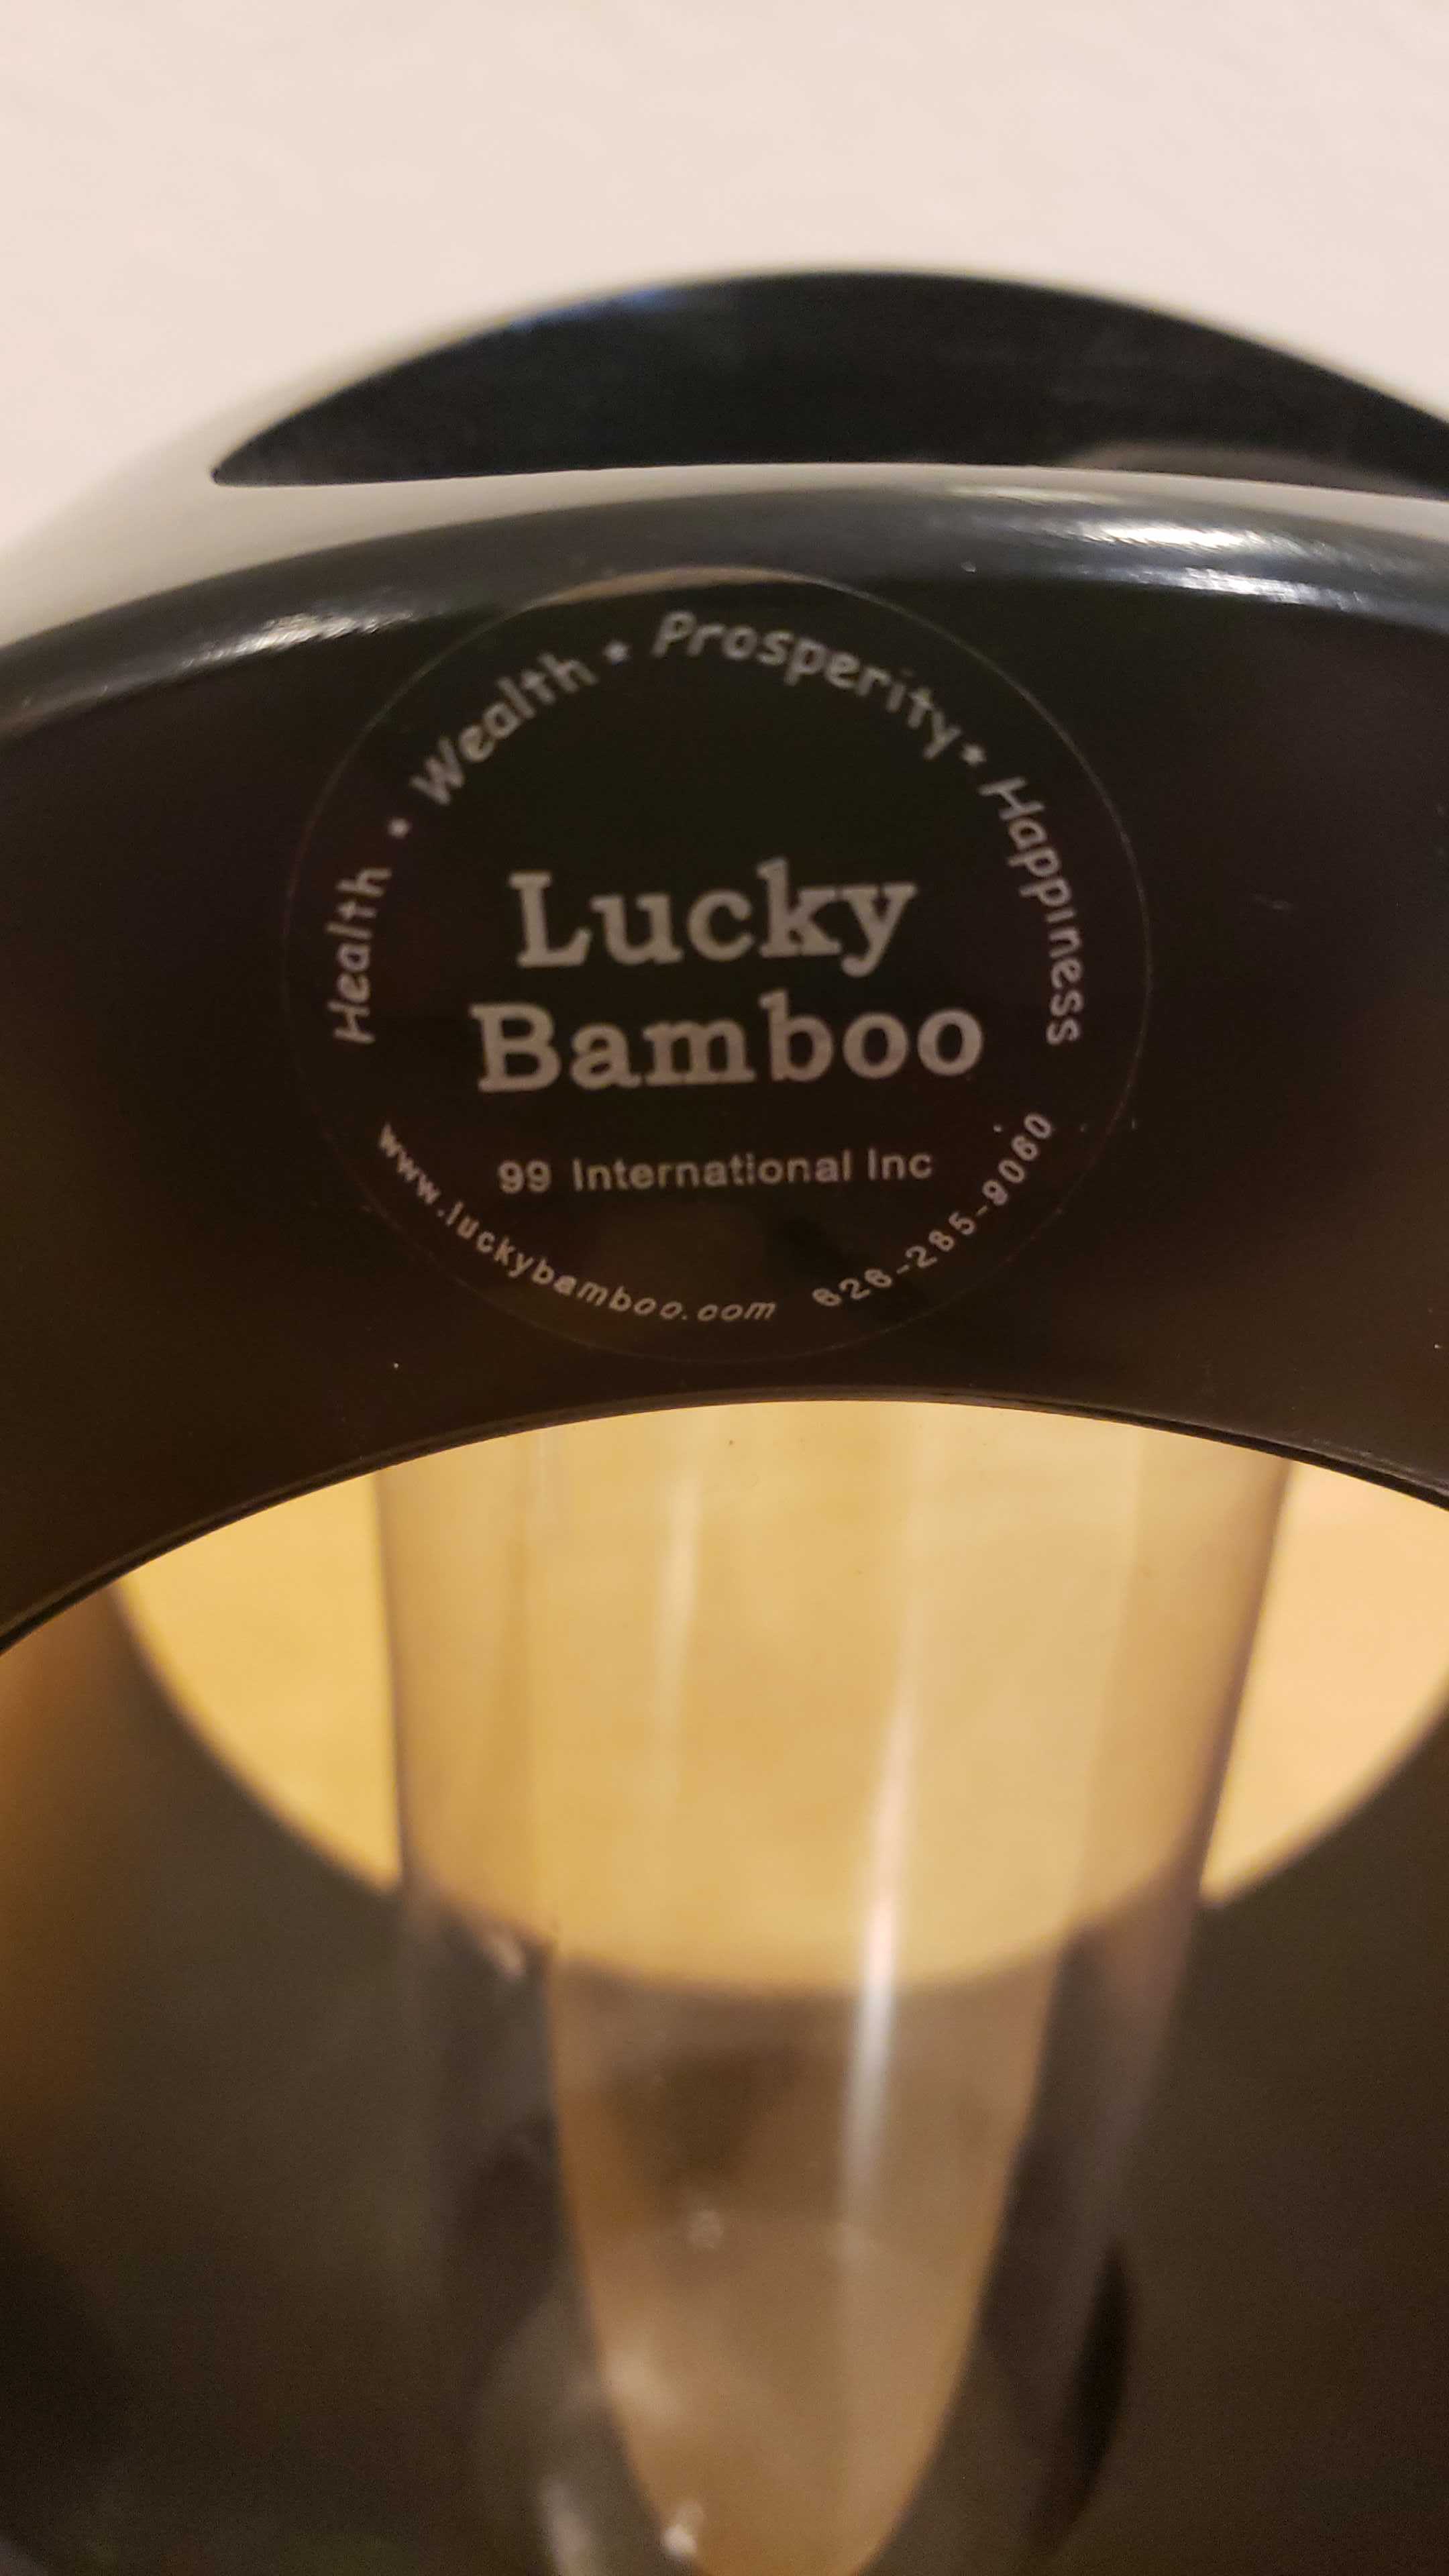 Health • Wealth • Prosperity • Happiness
Lucky
Bamboo
99 International Inc
www.luckybamboo.com 626-285-9060